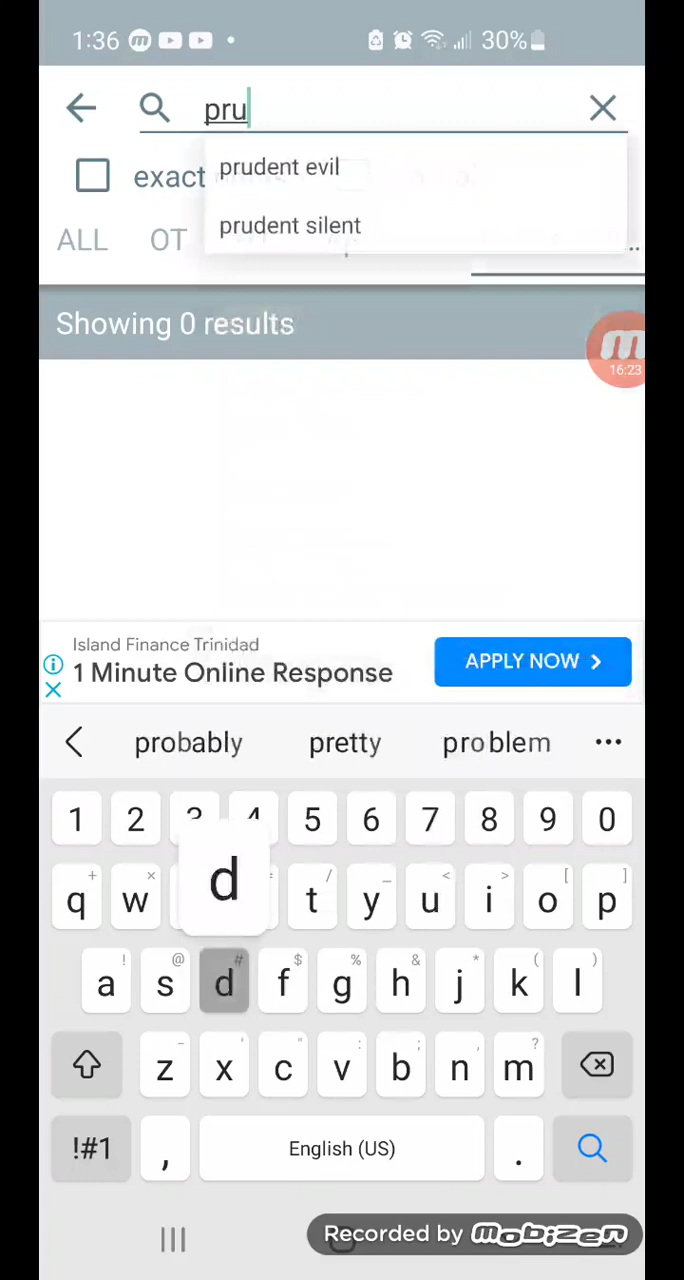 1:36 30%
pru
prudent evil
exact
prudent silent
ALL OT
Showing 0 results
16:23
Island Finance Trinidad
1 Minute Online Response
APPLY NOW
probably pretty problem
1 2 3 4 5 6 7 8 9 0
q w d t y u i o p
a s d f g h j k l
z x c v b n m
!#1 , English (US) .
Recorded by mobizen